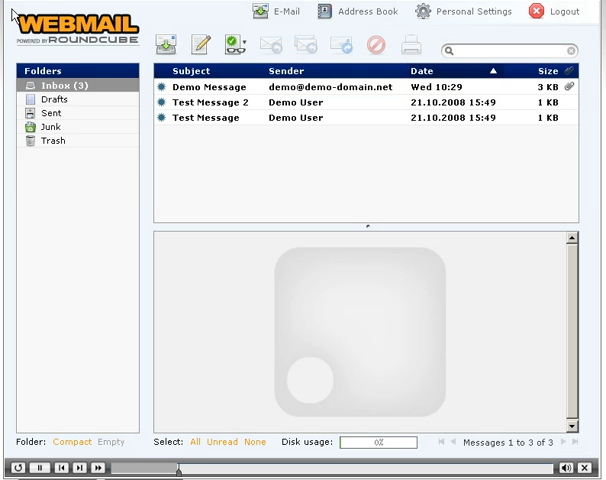 E-Mail Address Book Personal Settings Logout
WEBMAIL
POWERED BY ROUNDCUBE
Folders
Inbox (3)
Drafts
Sent
Junk
Trash
Subject Sender Date Size
Demo Message demo@demo-domain.net Wed 10:29 3 KB
Test Message 2 Demo User 21.10.2008 15:49 1 KB
Test Message Demo User 21.10.2008 15:49 1 KB
Folder: Compact Empty
Select: All Unread None Disk usage: 0% Messages 1 to 3 of 3